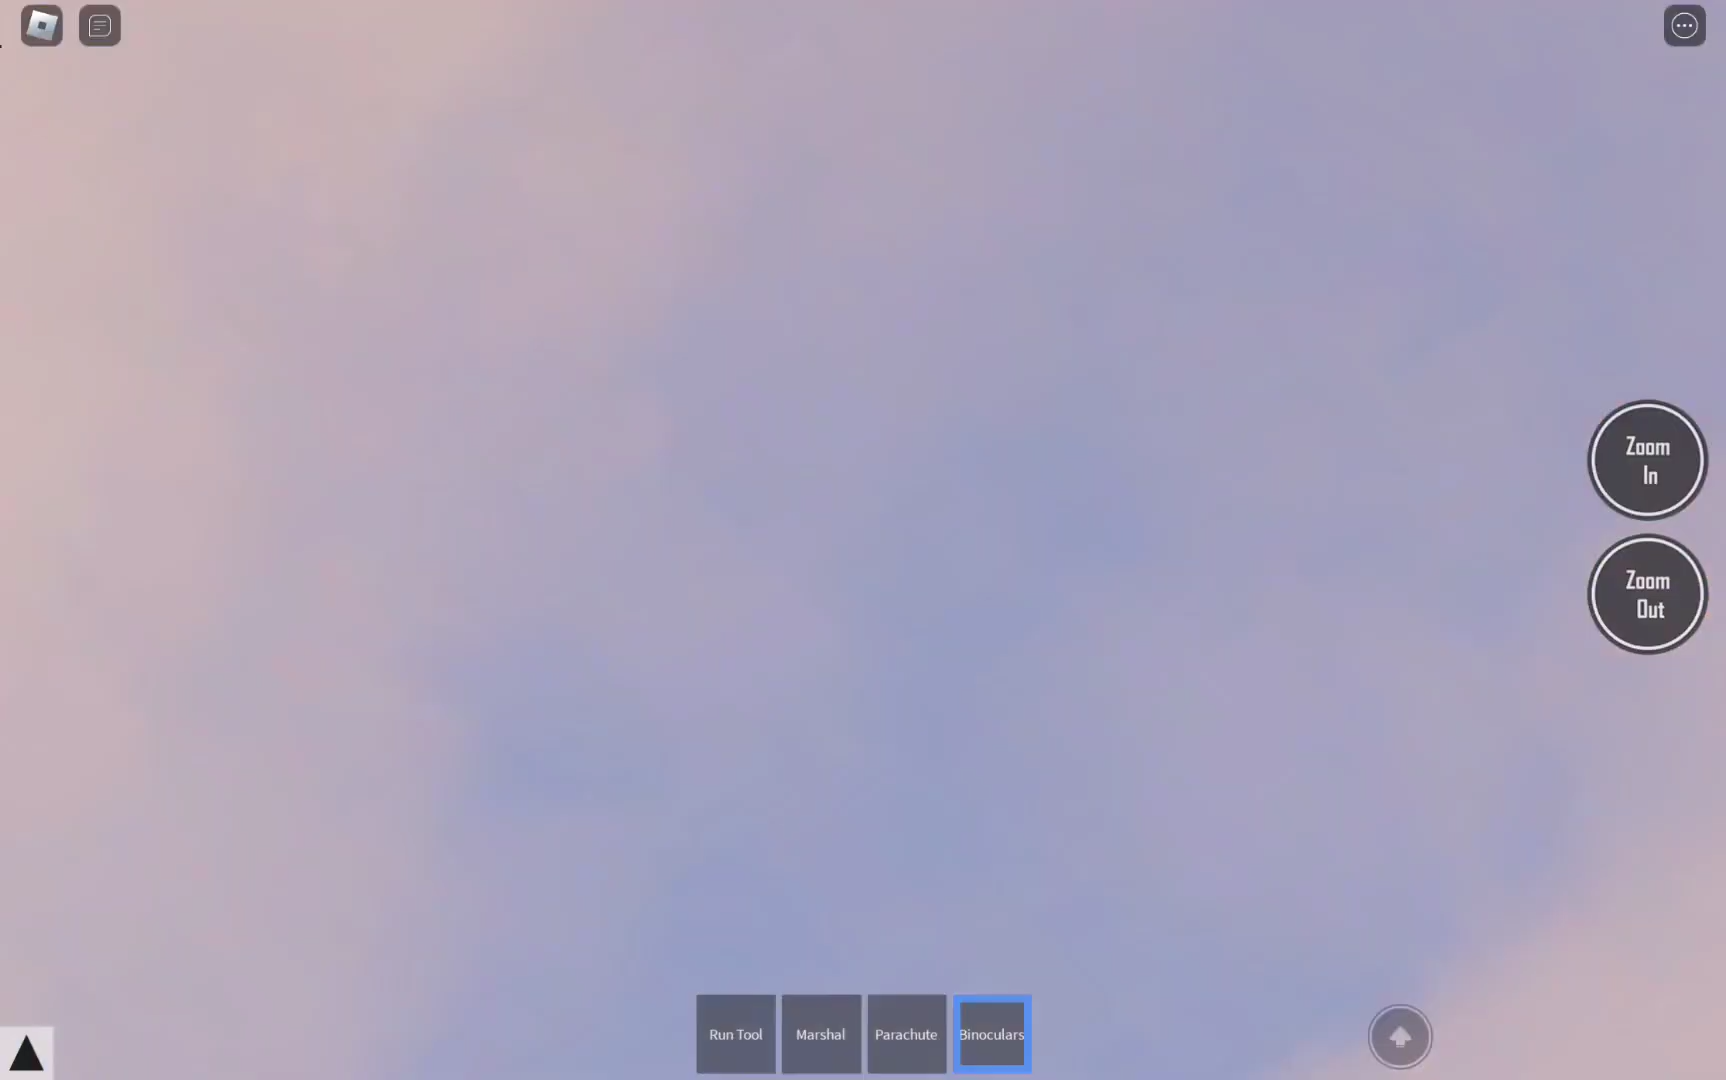 Zoom
In
Zoom
Out
Run Tool
Marshal
Parachute
Binoculars